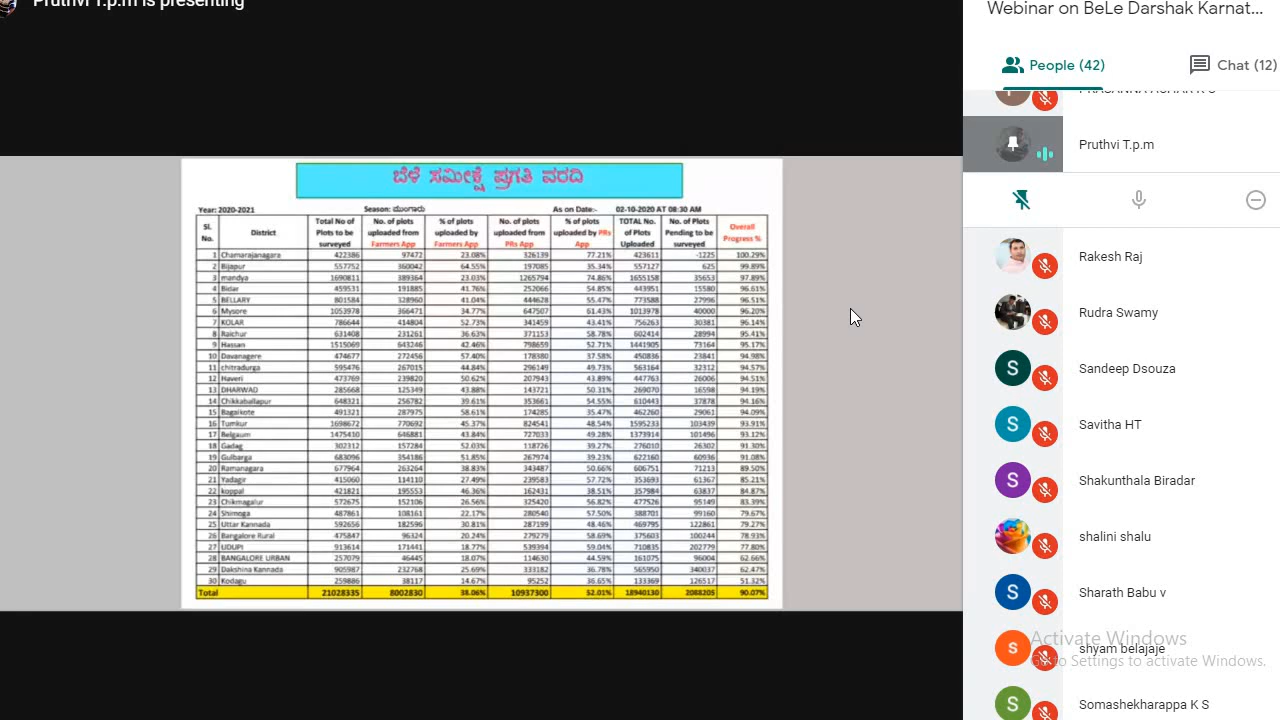 Pruthvi T.p.m is presenting
Webinar on BeLe Darshak Karnat...
People (42)
Chat (12)
ಬೆಳೆ ಸಮೀಕ್ಷೆ ಪ್ರಗತಿ ವರದಿ
Year: 2020-2021 Season: ಮುಂಗಾರು As on Date:- 02-10-2020 AT 08:30 AM
Sl. No. District Total No of Plots to be surveyed No. of plots uploaded from Farmers App % of plots uploaded by Farmers App No. of plots uploaded from PRs App % of plots uploaded by PRs App TOTAL No. of Plots Uploaded No. of Plots Pending to be surveyed Overall Progress %
1 Chamarajanagara 422386 97472 23.08% 326139 77.21% 423611 -1225 100.29%
2 Bijapur 557752 360042 64.55% 197085 35.34% 557127 625 99.89%
3 mandya 1690811 389364 23.03% 1265794 74.86% 1655158 35653 97.89%
4 Bidar 459531 191885 41.76% 252066 54.85% 443951 15580 96.61%
5 BELLARY 801584 328960 41.04% 444628 55.47% 773588 27996 96.51%
6 Mysore 1053978 366471 34.77% 647507 61.43% 1013978 40000 96.20%
7 KOLAR 786644 414804 52.73% 341459 43.41% 756263 30381 96.14%
8 Raichur 631408 231261 36.63% 371153 58.78% 602414 28994 95.41%
9 Hassan 1515069 643246 42.46% 798659 52.71% 1441905 73164 95.17%
10 Davanagere 474677 272456 57.40% 178380 37.58% 450836 23841 94.98%
11 chitradurga 595476 267015 44.84% 296149 49.73% 563164 32312 94.57%
12 Haveri 473769 239820 50.62% 207943 43.89% 447763 26006 94.51%
13 DHARWAD 285668 125349 43.88% 143721 50.31% 269070 16598 94.19%
14 Chikkaballapur 648321 256782 39.61% 353661 54.55% 610443 37878 94.16%
15 Bagalkote 491321 287975 58.61% 174285 35.47% 462260 29061 94.09%
16 Tumkur 1698672 770692 45.37% 824541 48.54% 1595233 103439 93.91%
17 Belgaum 1475410 646881 43.84% 727033 49.28% 1373914 101496 93.12%
18 Gadag 302312 157284 52.03% 118726 39.27% 276010 26302 91.30%
19 Gulbarga 683096 354186 51.85% 267974 39.23% 622160 60936 91.08%
20 Ramanagara 677964 263264 38.83% 343487 50.66% 606751 71213 89.50%
21 Yadagir 415060 114110 27.49% 239583 57.72% 353693 61367 85.21%
22 koppal 421821 195553 46.36% 162431 38.51% 357984 63837 84.87%
23 Chikmagalur 572675 152106 26.56% 325420 56.82% 477526 95149 83.39%
24 Shimoga 487861 108161 22.17% 280540 57.50% 388701 99160 79.67%
25 Uttar Kannada 592656 182596 30.81% 287199 48.46% 469795 122861 79.27%
26 Bangalore Rural 475847 96324 20.24% 279279 58.69% 375603 100244 78.93%
27 UDUPI 913614 171441 18.77% 539394 59.04% 710835 202779 77.80%
28 BANGALORE URBAN 257079 46445 18.07% 114630 44.59% 161075 96004 62.66%
29 Dakshina Kannada 905987 232768 25.69% 333182 36.78% 565950 340037 62.47%
30 Kodagu 259886 38117 14.67% 95252 36.65% 133369 126517 51.32%
Total 21028335 8002830 38.06% 10937300 52.01% 18940130 2088205 90.07%
Pruthvi T.p.m
Rakesh Raj
Rudra Swamy
S Sandeep Dsouza
S Savitha HT
S Shakunthala Biradar
shalini shalu
S Sharath Babu v
s shyam belajaje
S Somashekharappa K S
Activate Windows
Go to Settings to activate Windows.